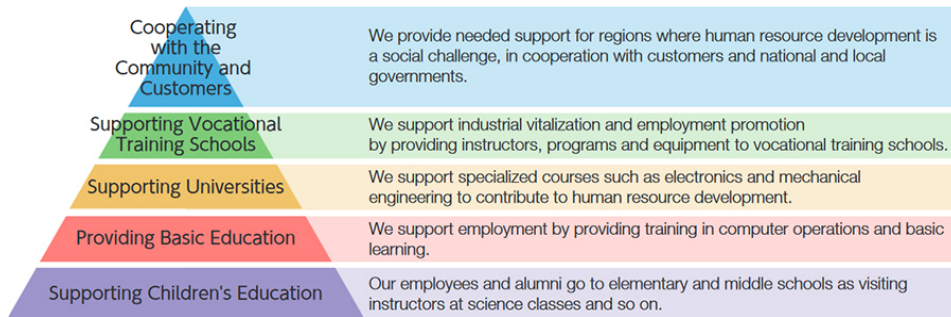 Cooperating
with the
Community and
Customers
We provide needed support for regions where human resource development is
a social challenge, in cooperation with customers and national and local
governments.
Supporting Vocational
Training Schools
We support industrial vitalization and employment promotion
by providing instructors, programs and equipment to vocational training schools.
Supporting Universities
We support specialized courses such as electronics and mechanical
engineering to contribute to human resource development.
Providing Basic Education
We support employment by providing training in computer operations and basic
learning.
Supporting Children's Education
Our employees and alumni go to elementary and middle schools as visiting
instructors at science classes and so on.